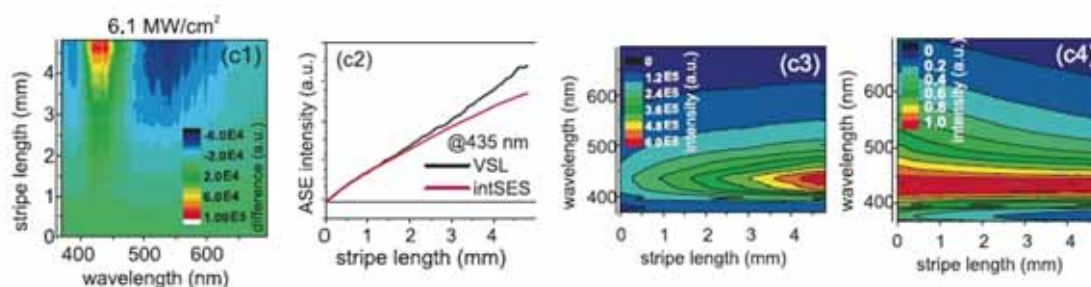 6.1 MW/cm²
(c1)
stripe length (mm)
4
3
2
1
0
-6.0E4
-2.0E4
2.0E4
6.0E4
1.00E5
difference (a.u.)
400 500 600
wavelength (nm)
(c2)
ASE intensity (a.u.)
@435 nm
VSL
intSES
0 1 2 3 4 5
stripe length (mm)
(c3)
wavelength (nm)
600
500
400
0
1.2E5
2.4E5
3.6E5
4.8E5
6.0E5
intensity (a.u.)
0 1 2 3 4
stripe length (mm)
(c4)
wavelength (nm)
600
500
400
0
0.2
0.4
0.6
0.8
1.0
intensity (a.u.)
0 1 2 3 4
stripe length (mm)